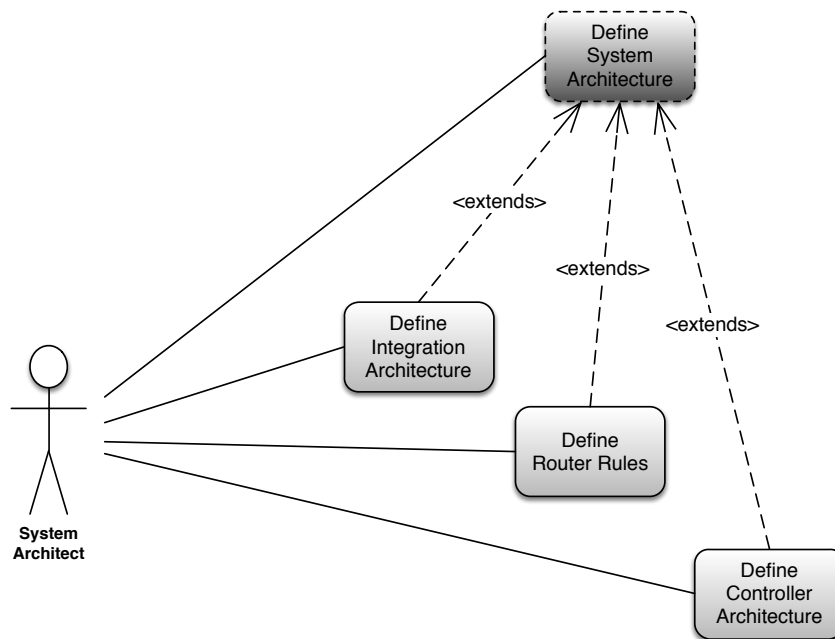 Define
System
Architecture
<extends>
<extends>
<extends>
Define
Integration
Architecture
Define
Router Rules
System
Architect
Define
Controller
Architecture